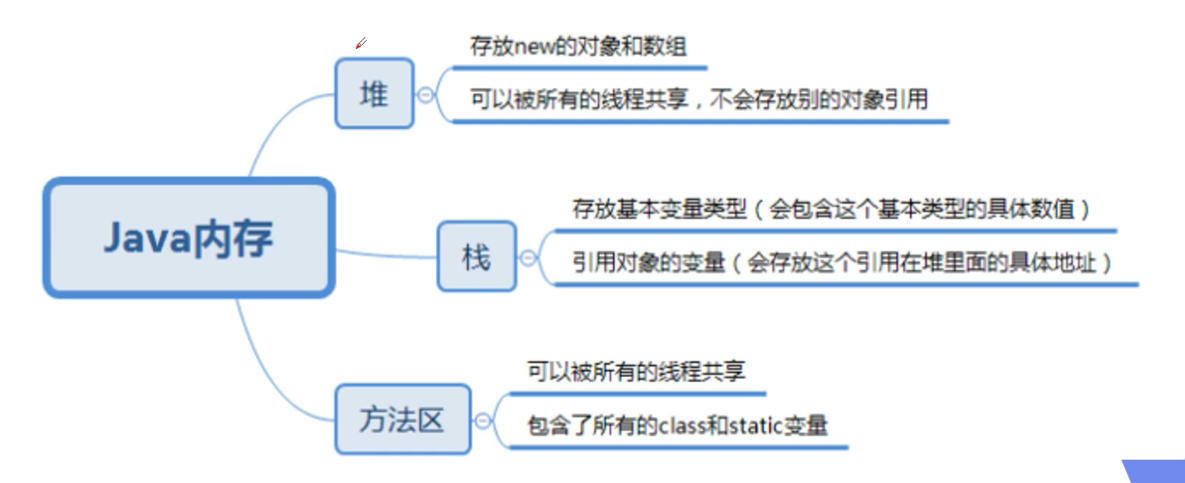 存放new的对象和数组
堆
可以被所有的线程共享，不会存放别的对象引用
Java内存
存放基本变量类型（会包含这个基本类型的具体数值）
栈
引用对象的变量（会存放这个引用在堆里面的具体地址）
可以被所有的线程共享
方法区
包含了所有的class和static变量